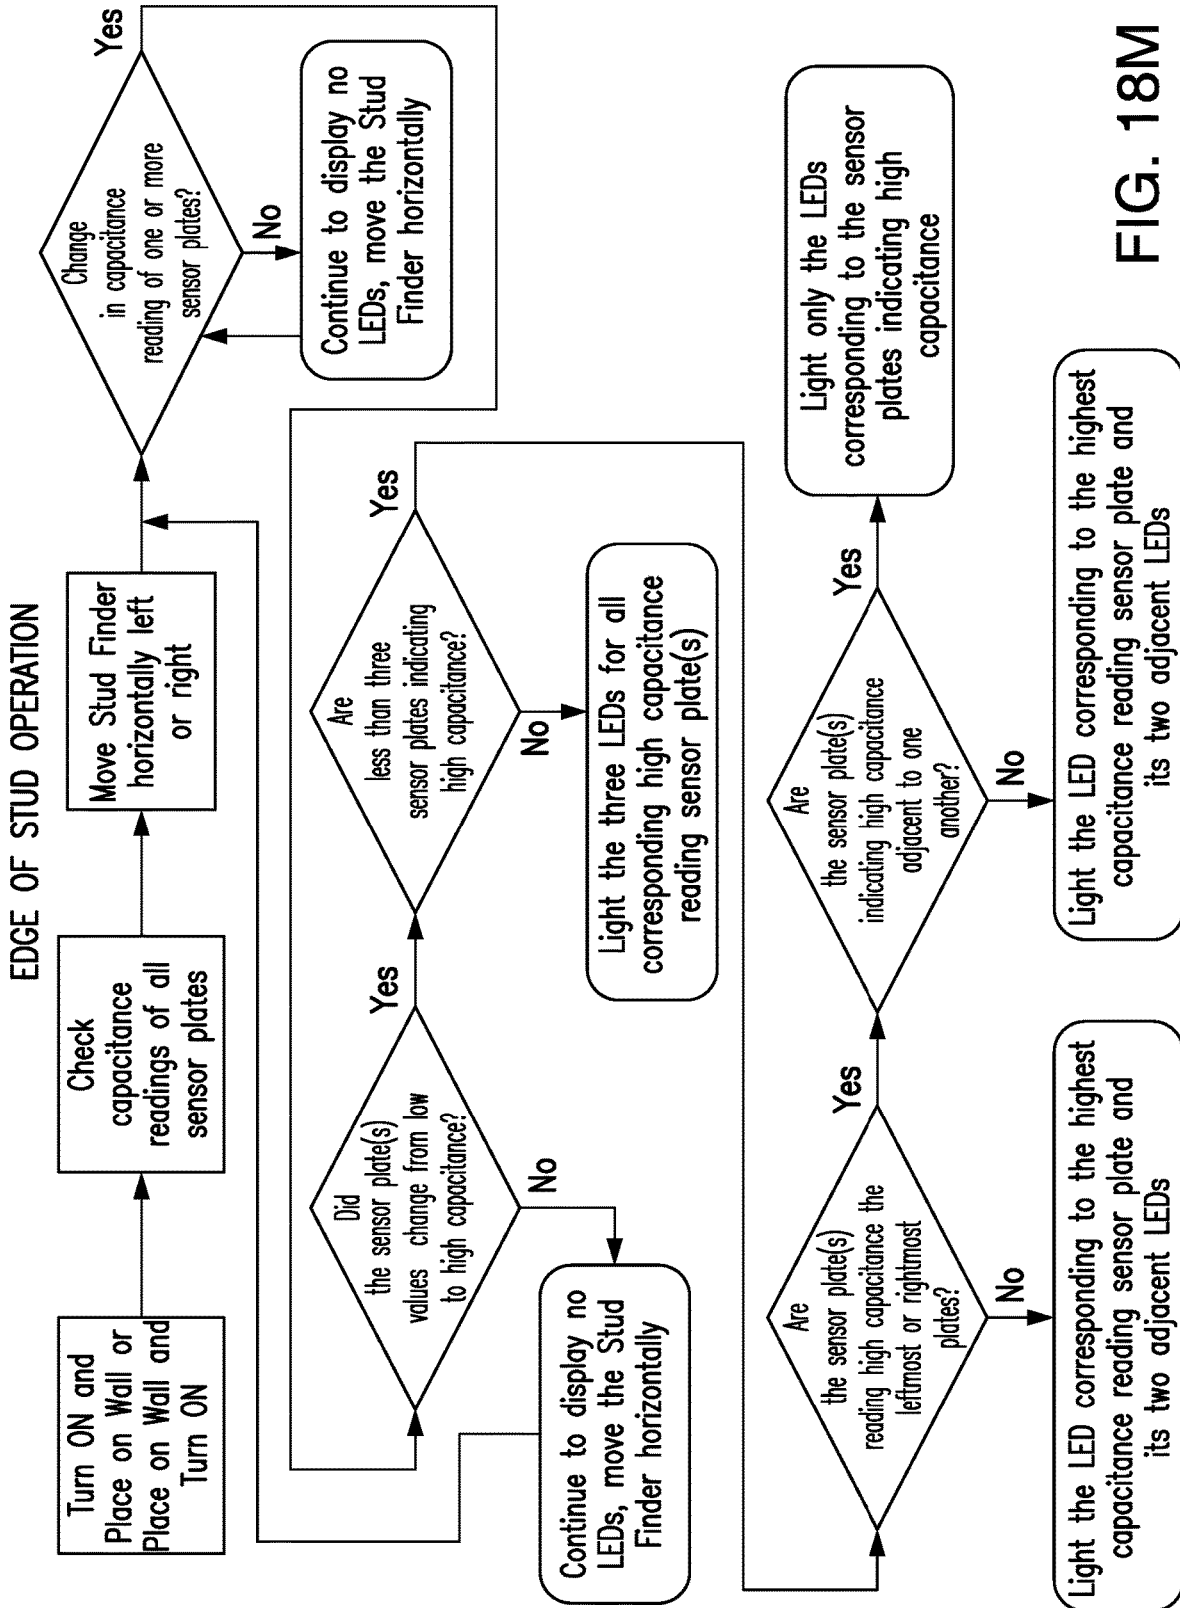 EDGE OF STUD OPERATION
Turn ON and
Place on Wall or
Place on Wall and
Turn ON
Check
capacitance
readings of all
sensor plates
Move Stud Finder
horizontally left
or right
Change
in capacitance
reading of one or more
sensor plates?
Yes
No
Continue to display no
LEDs, move the Stud
Finder horizontally
Did
the sensor plate(s)
values change from low
to high capacitance?
Yes
No
Continue to display no
LEDs, move the Stud
Finder horizontally
Are
less than three
sensor plates indicating
high capacitance?
Yes
No
Light the three LEDs for all
corresponding high capacitance
reading sensor plate(s)
Are
the sensor plate(s)
reading high capacitance the
leftmost or rightmost
plates?
Yes
No
Light the LED corresponding to the highest
capacitance reading sensor plate and
its two adjacent LEDs
Are
the sensor plate(s)
indicating high capacitance
adjacent to one
another?
Yes
No
Light the LED corresponding to the highest
capacitance reading sensor plate and
its two adjacent LEDs
Light only the LEDs
corresponding to the sensor
plates indicating high
capacitance
FIG. 18M